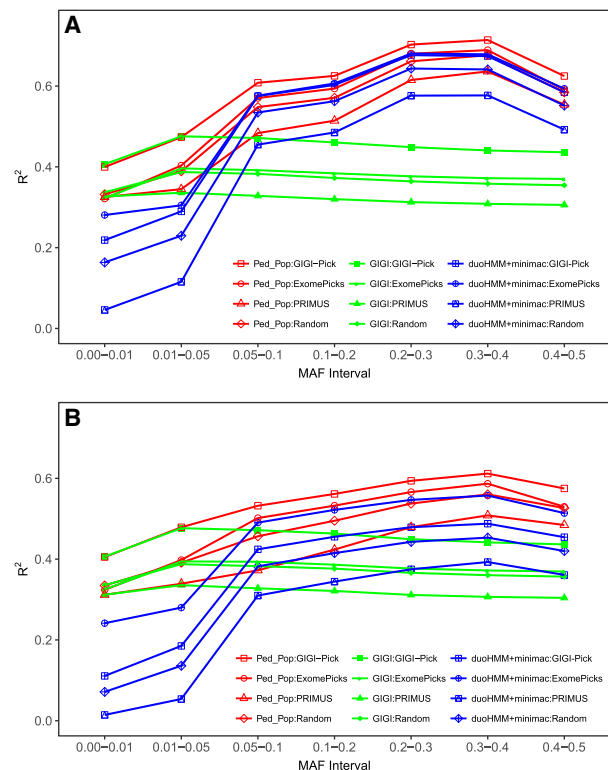 A
0.6
0.4
R²
0.2
0.0
Ped_Pop:GIGI−Pick GIGI:GIGI−Pick duoHMM+minimac:GIGI-Pick
Ped_Pop:ExomePicks GIGI:ExomePicks duoHMM+minimac:ExomePicks
Ped_Pop:PRIMUS GIGI:PRIMUS duoHMM+minimac:PRIMUS
Ped_Pop:Random GIGI:Random duoHMM+minimac:Random
0.00−0.01 0.01−0.05 0.05−0.1 0.1−0.2 0.2−0.3 0.3−0.4 0.4−0.5
MAF Interval
B
0.6
0.4
R²
0.2
0.0
Ped_Pop:GIGI−Pick GIGI:GIGI−Pick duoHMM+minimac:GIGI-Pick
Ped_Pop:ExomePicks GIGI:ExomePicks duoHMM+minimac:ExomePicks
Ped_Pop:PRIMUS GIGI:PRIMUS duoHMM+minimac:PRIMUS
Ped_Pop:Random GIGI:Random duoHMM+minimac:Random
0.00−0.01 0.01−0.05 0.05−0.1 0.1−0.2 0.2−0.3 0.3−0.4 0.4−0.5
MAF Interval